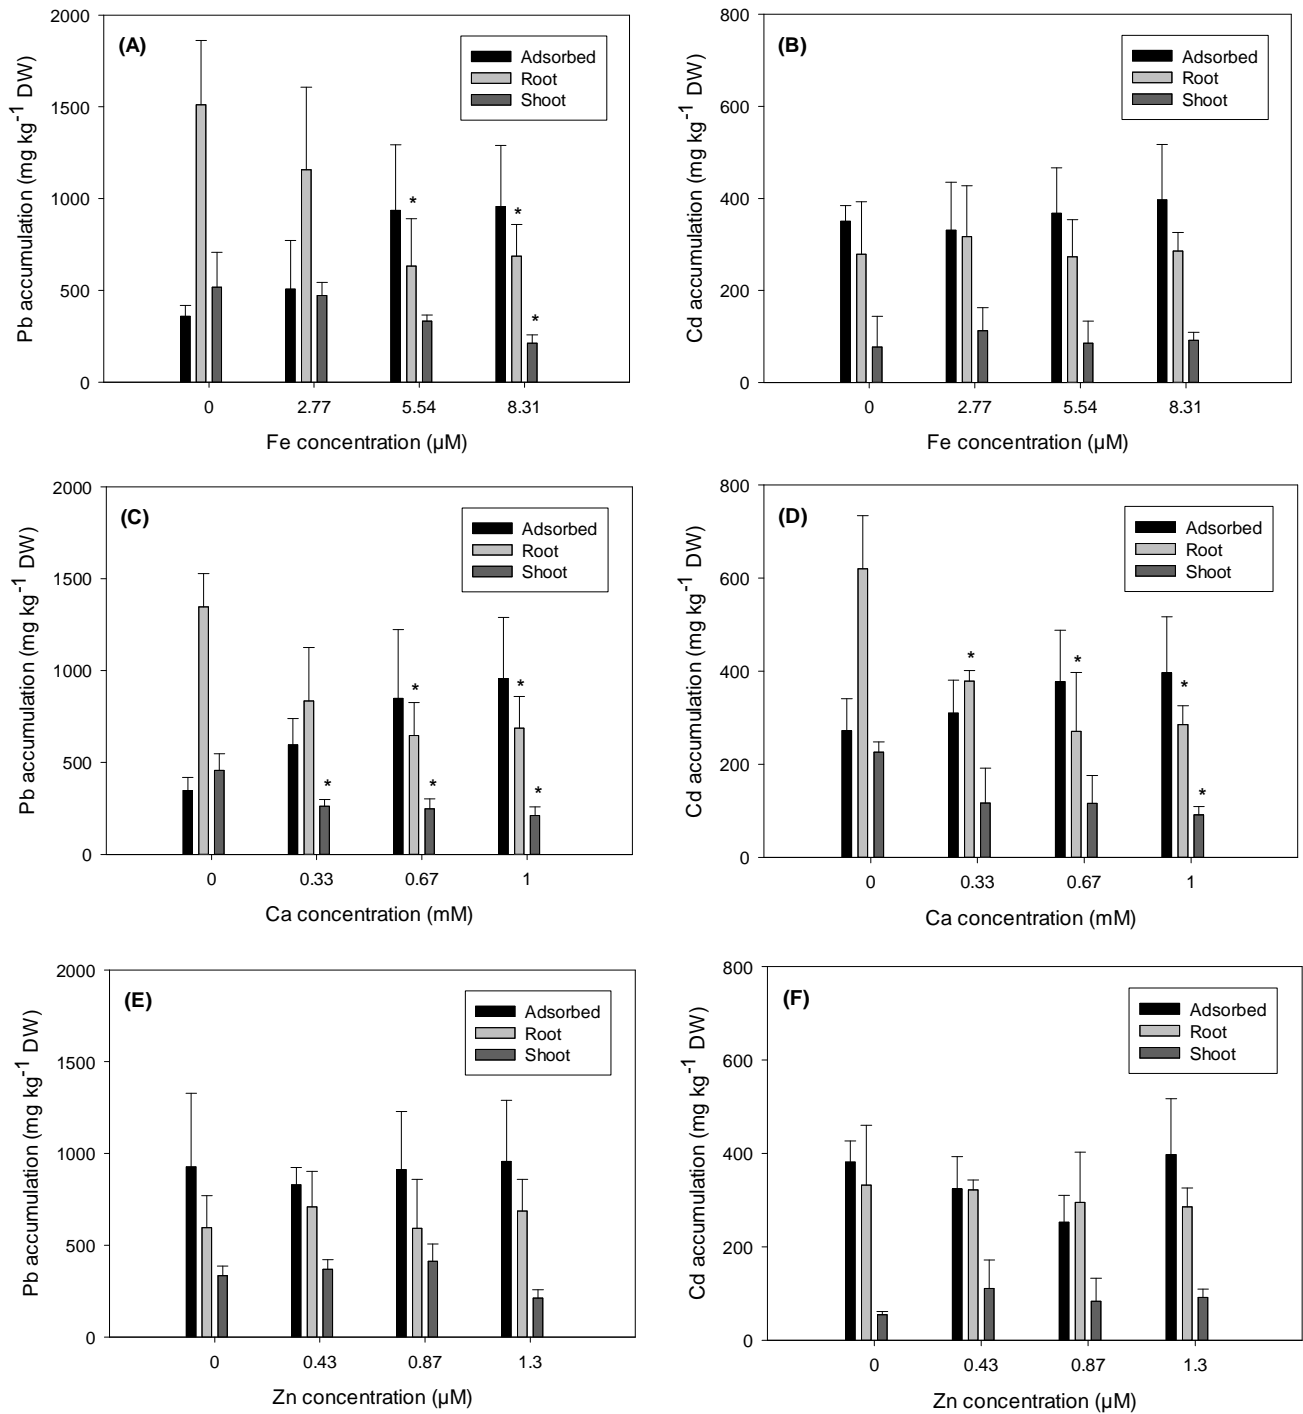 (A)
Adsorbed
Root
Shoot
2000
1500
1000
500
0
Pb accumulation (mg kg⁻¹ DW)
*
*
*
0 2.77 5.54 8.31
Fe concentration (µM)
(B)
Adsorbed
Root
Shoot
800
600
400
200
0
Cd accumulation (mg kg⁻¹ DW)
0 2.77 5.54 8.31
Fe concentration (µM)
(C)
Adsorbed
Root
Shoot
2000
1500
1000
500
0
Pb accumulation (mg kg⁻¹ DW)
*
*
*
*
*
0 0.33 0.67 1
Ca concentration (mM)
(D)
Adsorbed
Root
Shoot
800
600
400
200
0
Cd accumulation (mg kg⁻¹ DW)
*
*
*
*
0 0.33 0.67 1
Ca concentration (mM)
(E)
Adsorbed
Root
Shoot
2000
1500
1000
500
0
Pb accumulation (mg kg⁻¹ DW)
0 0.43 0.87 1.3
Zn concentration (µM)
(F)
Adsorbed
Root
Shoot
800
600
400
200
0
Cd accumulation (mg kg⁻¹ DW)
0 0.43 0.87 1.3
Zn concentration (µM)